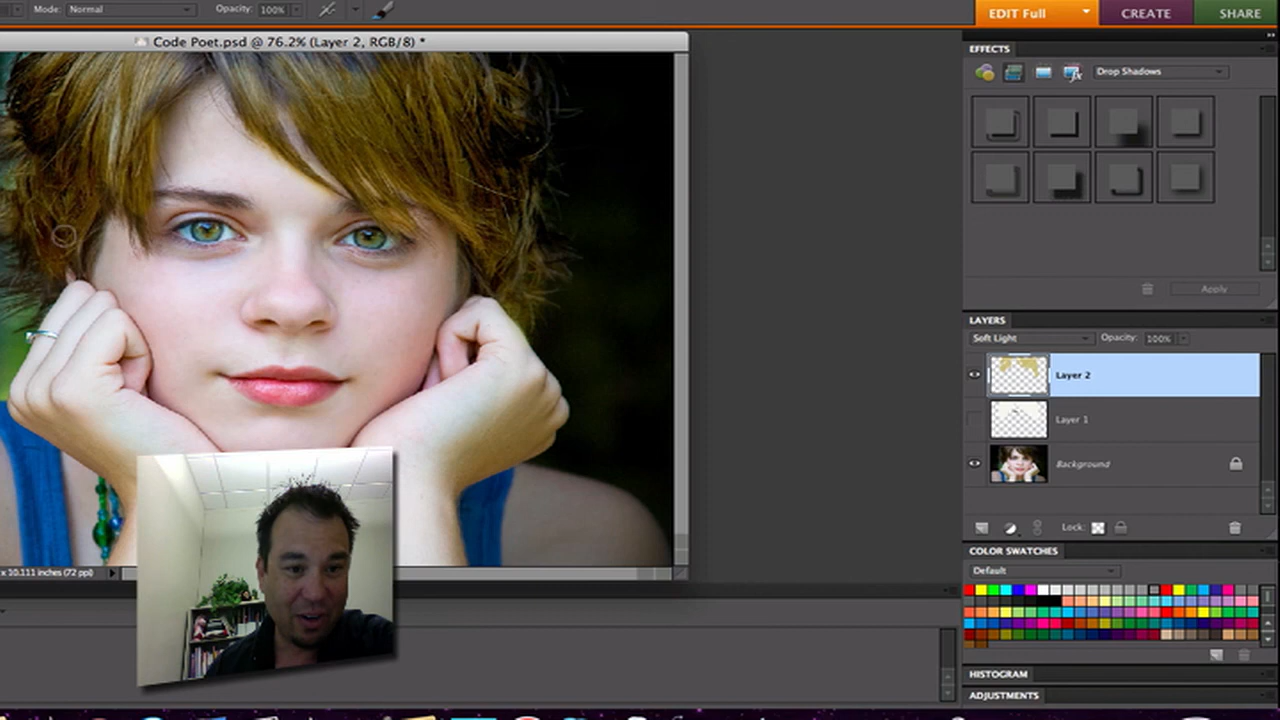 Mode: Normal
Opacity: 100%
EDIT Full
CREATE
SHARE
Code Poet.psd @ 76.2% (Layer 2, RGB/8) *
EFFECTS
Drop Shadows
Apply
LAYERS
Soft Light
Opacity: 100%
Layer 2
Layer 1
Background
Lock:
COLOR SWATCHES
Default
x 10.111 inches (72 ppi)
HISTOGRAM
ADJUSTMENTS